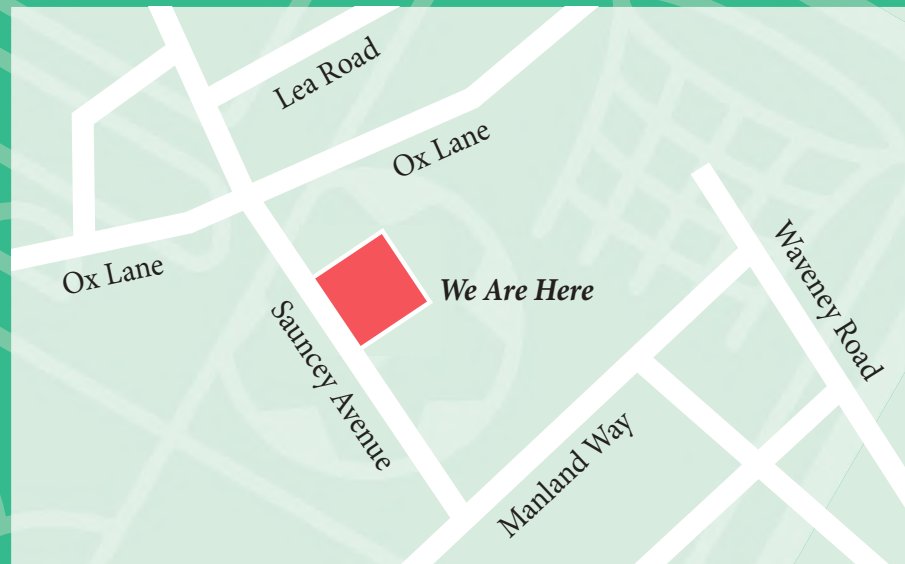 Lea Road
Ox Lane
Ox Lane
We Are Here
Waveney Road
Sauncey Avenue
Manland Way